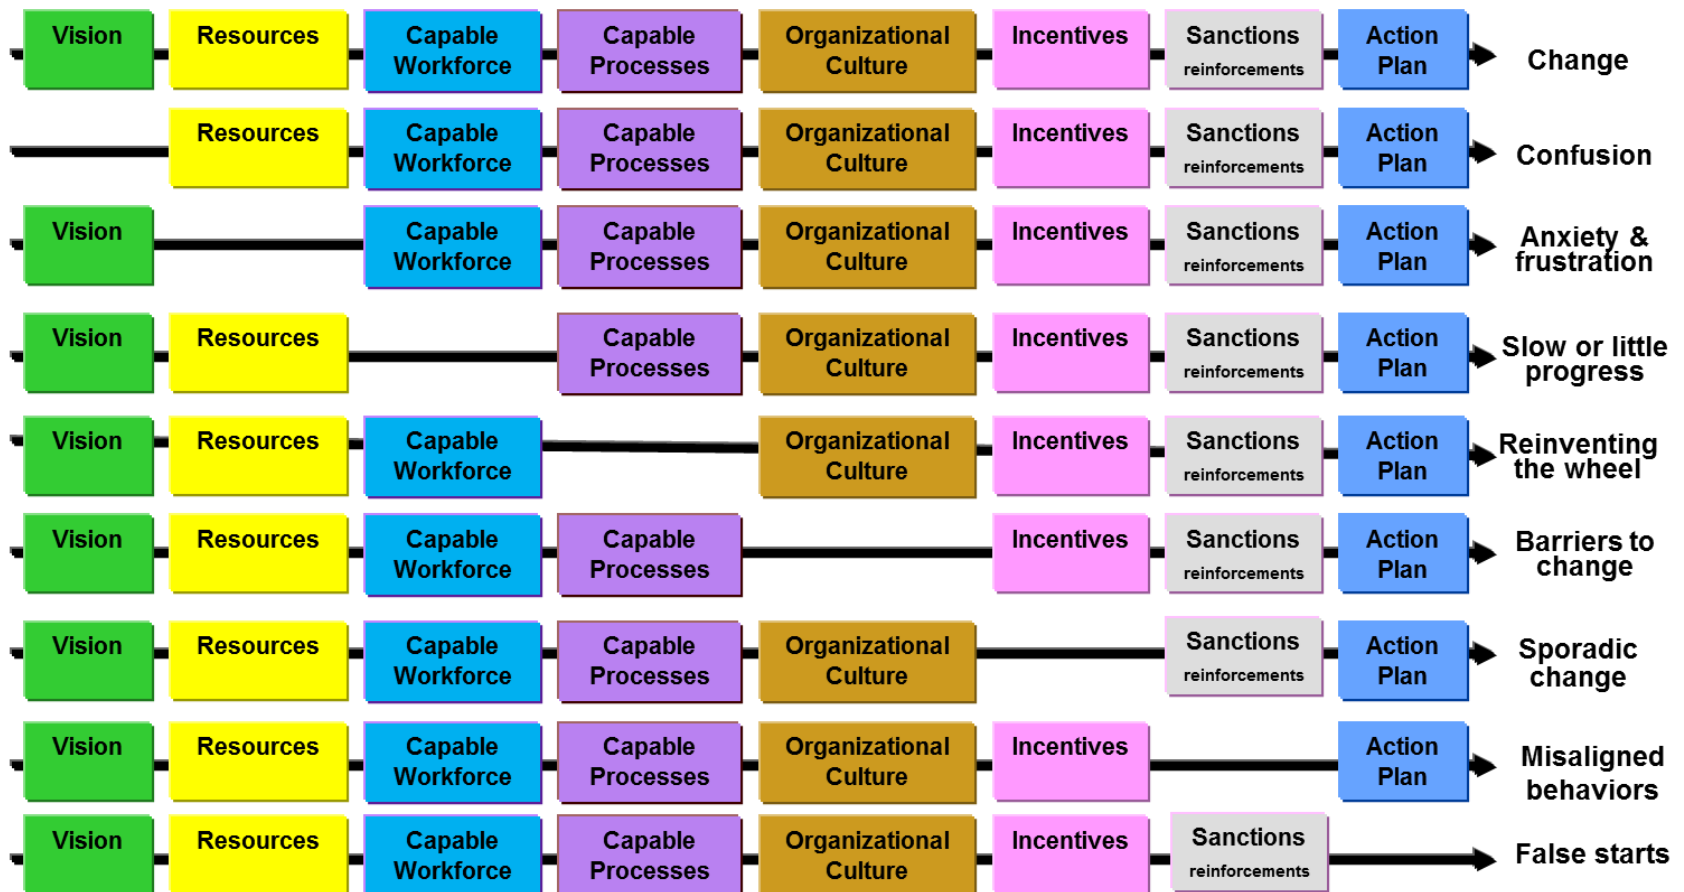 Vision Resources Capable Workforce Capable Processes Organizational Culture Incentives Sanctions reinforcements Action Plan Change
Resources Capable Workforce Capable Processes Organizational Culture Incentives Sanctions reinforcements Action Plan Confusion
Vision Capable Workforce Capable Processes Organizational Culture Incentives Sanctions reinforcements Action Plan Anxiety & frustration
Vision Resources Capable Processes Organizational Culture Incentives Sanctions reinforcements Action Plan Slow or little progress
Vision Resources Capable Workforce Organizational Culture Incentives Sanctions reinforcements Action Plan Reinventing the wheel
Vision Resources Capable Workforce Capable Processes Incentives Sanctions reinforcements Action Plan Barriers to change
Vision Resources Capable Workforce Capable Processes Organizational Culture Sanctions reinforcements Action Plan Sporadic change
Vision Resources Capable Workforce Capable Processes Organizational Culture Incentives Action Plan Misaligned behaviors
Vision Resources Capable Workforce Capable Processes Organizational Culture Incentives Sanctions reinforcements False starts